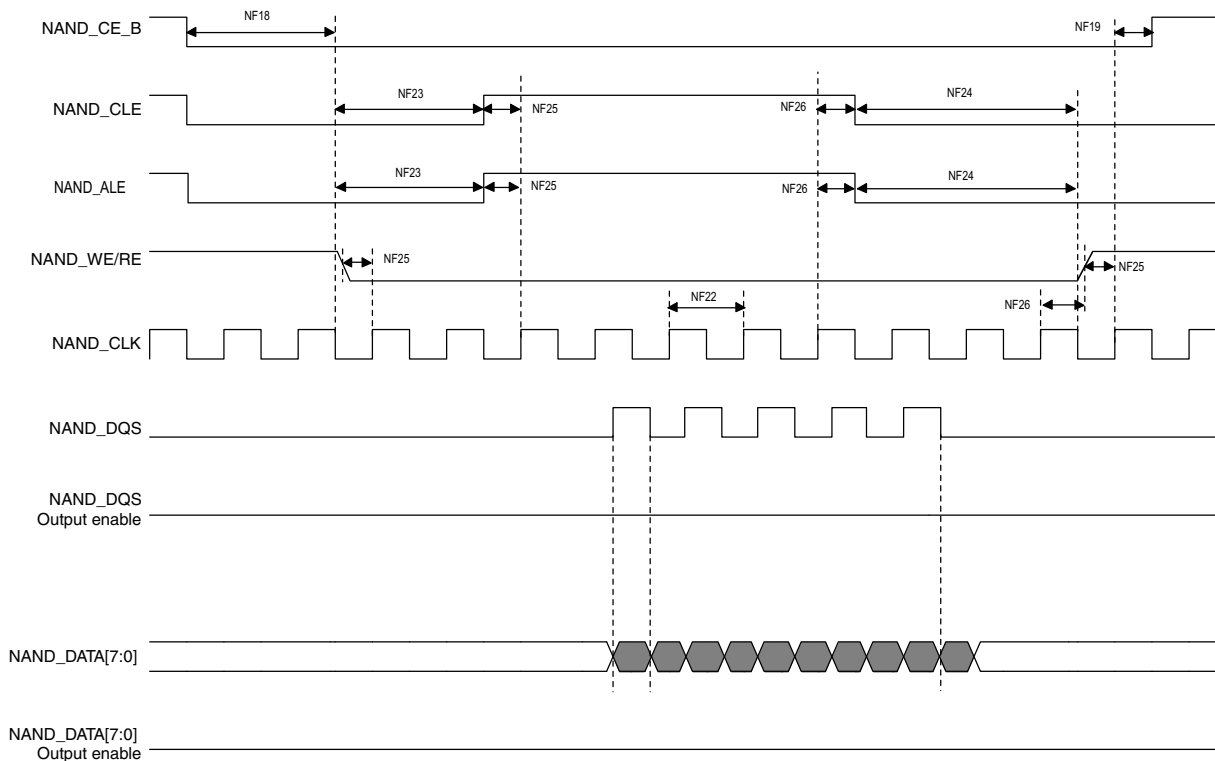 NF18
NAND_CE_B
NF19
NF23
NF25
NF26
NF24
NAND_CLE
NF23
NF25
NF26
NF24
NAND_ALE
NAND_WE/RE
NF25
NF25
NF22
NF26
NAND_CLK
NAND_DQS
NAND_DQS
Output enable
NAND_DATA[7:0]
NAND_DATA[7:0]
Output enable